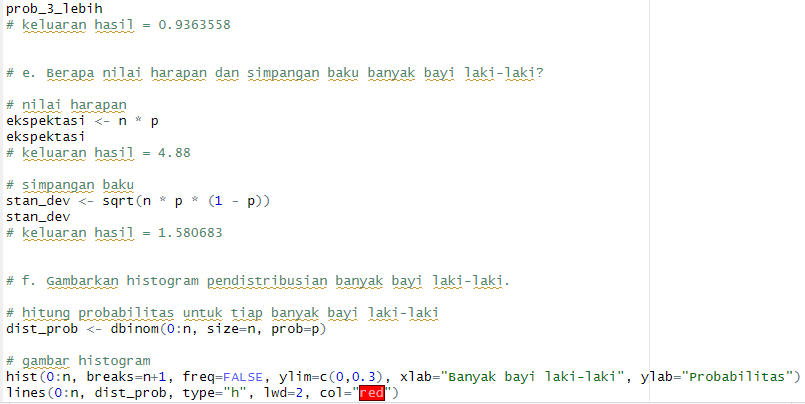 prob_3_lebih
# keluaran hasil = 0.9363558
# e. Berapa nilai harapan dan simpangan baku banyak bayi laki-laki?
# nilai harapan
ekspektasi <- n * p
ekspektasi
# keluaran hasil = 4.88
# simpangan baku
stan_dev <- sqrt(n * p * (1 - p))
stan_dev
# keluaran hasil = 1.580683
# f. Gambarkan histogram pendistribusian banyak bayi laki-laki.
# hitung probabilitas untuk tiap banyak bayi laki-laki
dist_prob <- dbinom(0:n, size=n, prob=p)
# gambar histogram
hist(0:n, breaks=n+1, freq=FALSE, ylim=c(0,0.3), xlab="Banyak bayi laki-laki", ylab="Probabilitas")
lines(0:n, dist_prob, type="h", lwd=2, col="red")